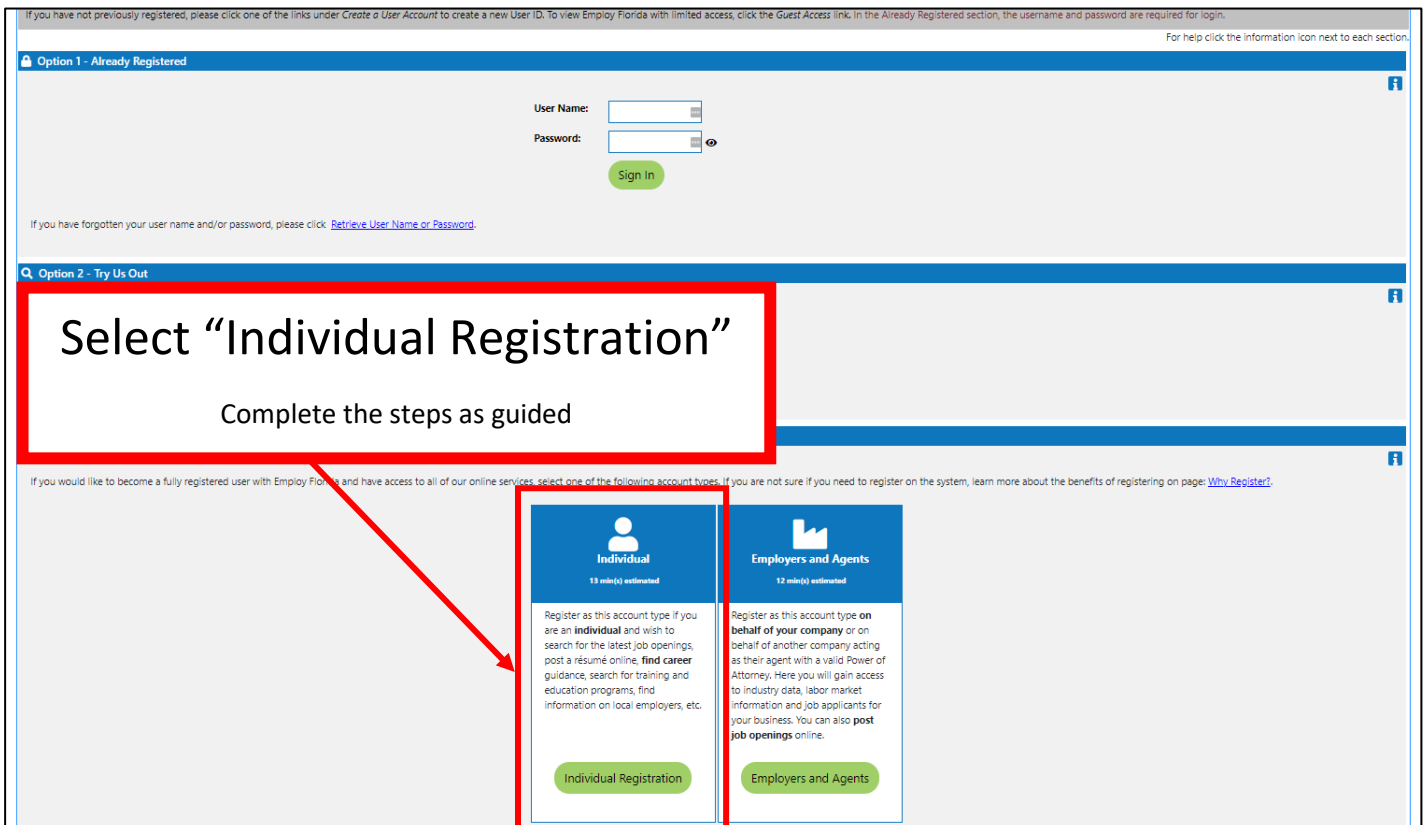 If you have not previously registered, please click one of the links under Create a User Account to create a new User ID. To view Employ Florida with limited access, click the Guest Access link. In the Already Registered section, the username and password are required for login.
For help click the information icon next to each section.
Option 1 - Already Registered
User Name:
Password:
Sign In
If you have forgotten your user name and/or password, please click Retrieve User Name or Password.
Option 2 - Try Us Out
Select “Individual Registration”
Complete the steps as guided
If you would like to become a fully registered user with Employ Florida and have access to all of our online services, select one of the following account types. If you are not sure if you need to register on the system, learn more about the benefits of registering on page: Why Register?.
Individual
13 min(s) estimated
Register as this account type if you
are an individual and wish to
search for the latest job openings,
post a résumé online, find career
guidance, search for training and
education programs, find
information on local employers, etc.
Individual Registration
Employers and Agents
12 min(s) estimated
Register as this account type on
behalf of your company or on
behalf of another company acting
as their agent with a valid Power of
Attorney. Here you will gain access
to industry data, labor market
information and job applicants for
your business. You can also post
job openings online.
Employers and Agents